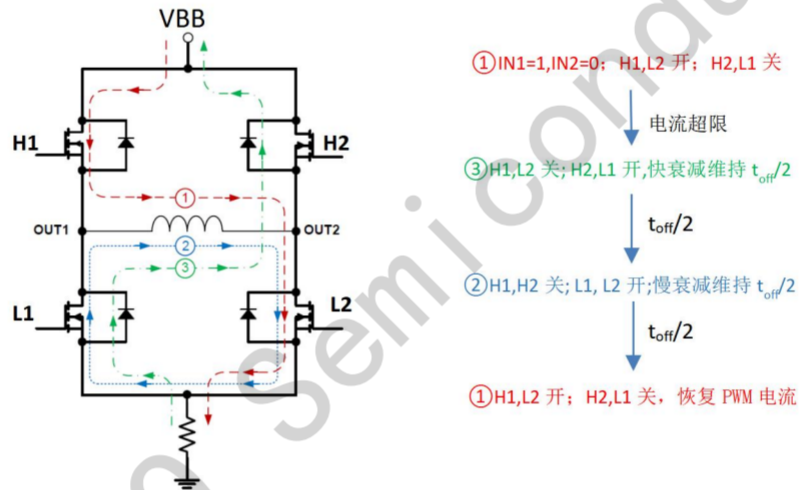 VBB
①IN1=1,IN2=0；H1,L2 开；H2,L1 关
电流超限
H1
H2
③H1,L2 关; H2,L1 开,快衰减维持 toff/2
①
OUT1
OUT2
toff/2
②
③
②H1,H2 关; L1, L2 开;慢衰减维持 toff/2
L1
L2
toff/2
①H1,L2 开；H2,L1 关，恢复 PWM 电流
Semicondu